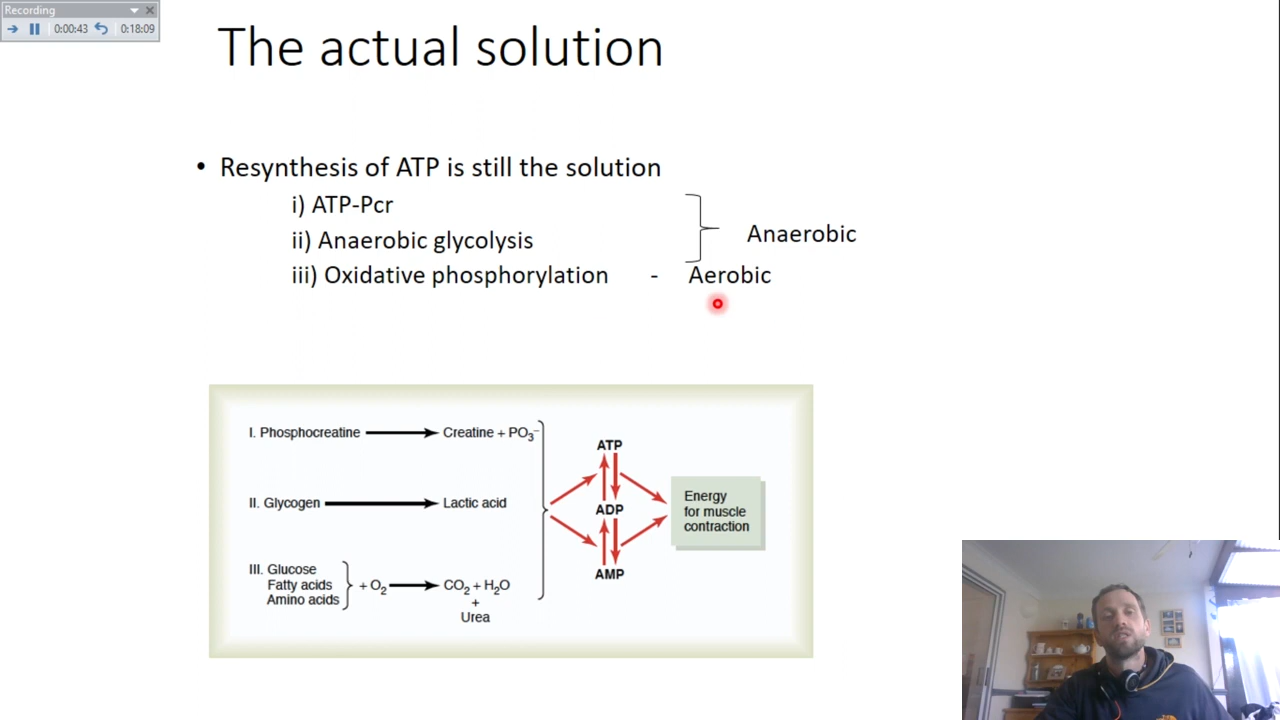 Recording
0:00:43
0:18:09
The actual solution
• Resynthesis of ATP is still the solution
i) ATP-Pcr
ii) Anaerobic glycolysis
Anaerobic
iii) Oxidative phosphorylation - Aerobic
I. Phosphocreatine
Creatine + PO₃⁻
II. Glycogen
Lactic acid
III. Glucose
Fatty acids
Amino acids
+ O₂
CO₂ + H₂O
+
Urea
ATP
ADP
AMP
Energy
for muscle
contraction